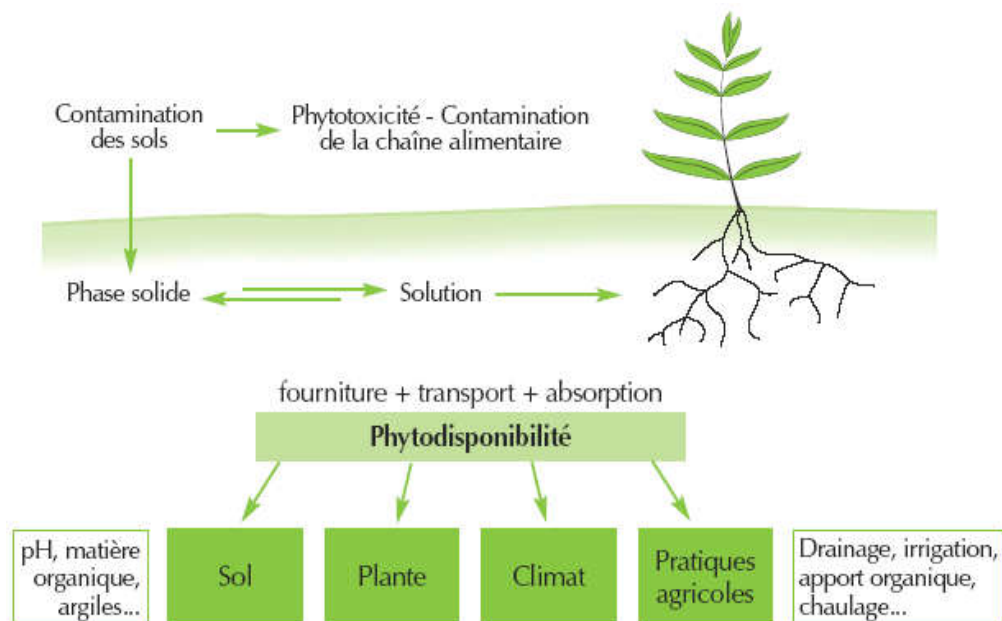 Contamination
des sols
Phytotoxicité - Contamination
de la chaîne alimentaire
Phase solide
Solution
fourniture + transport + absorption
Phytodisponibilité
pH, matière
organique,
argiles...
Sol
Plante
Climat
Pratiques
agricoles
Drainage, irrigation,
apport organique,
chaulage...